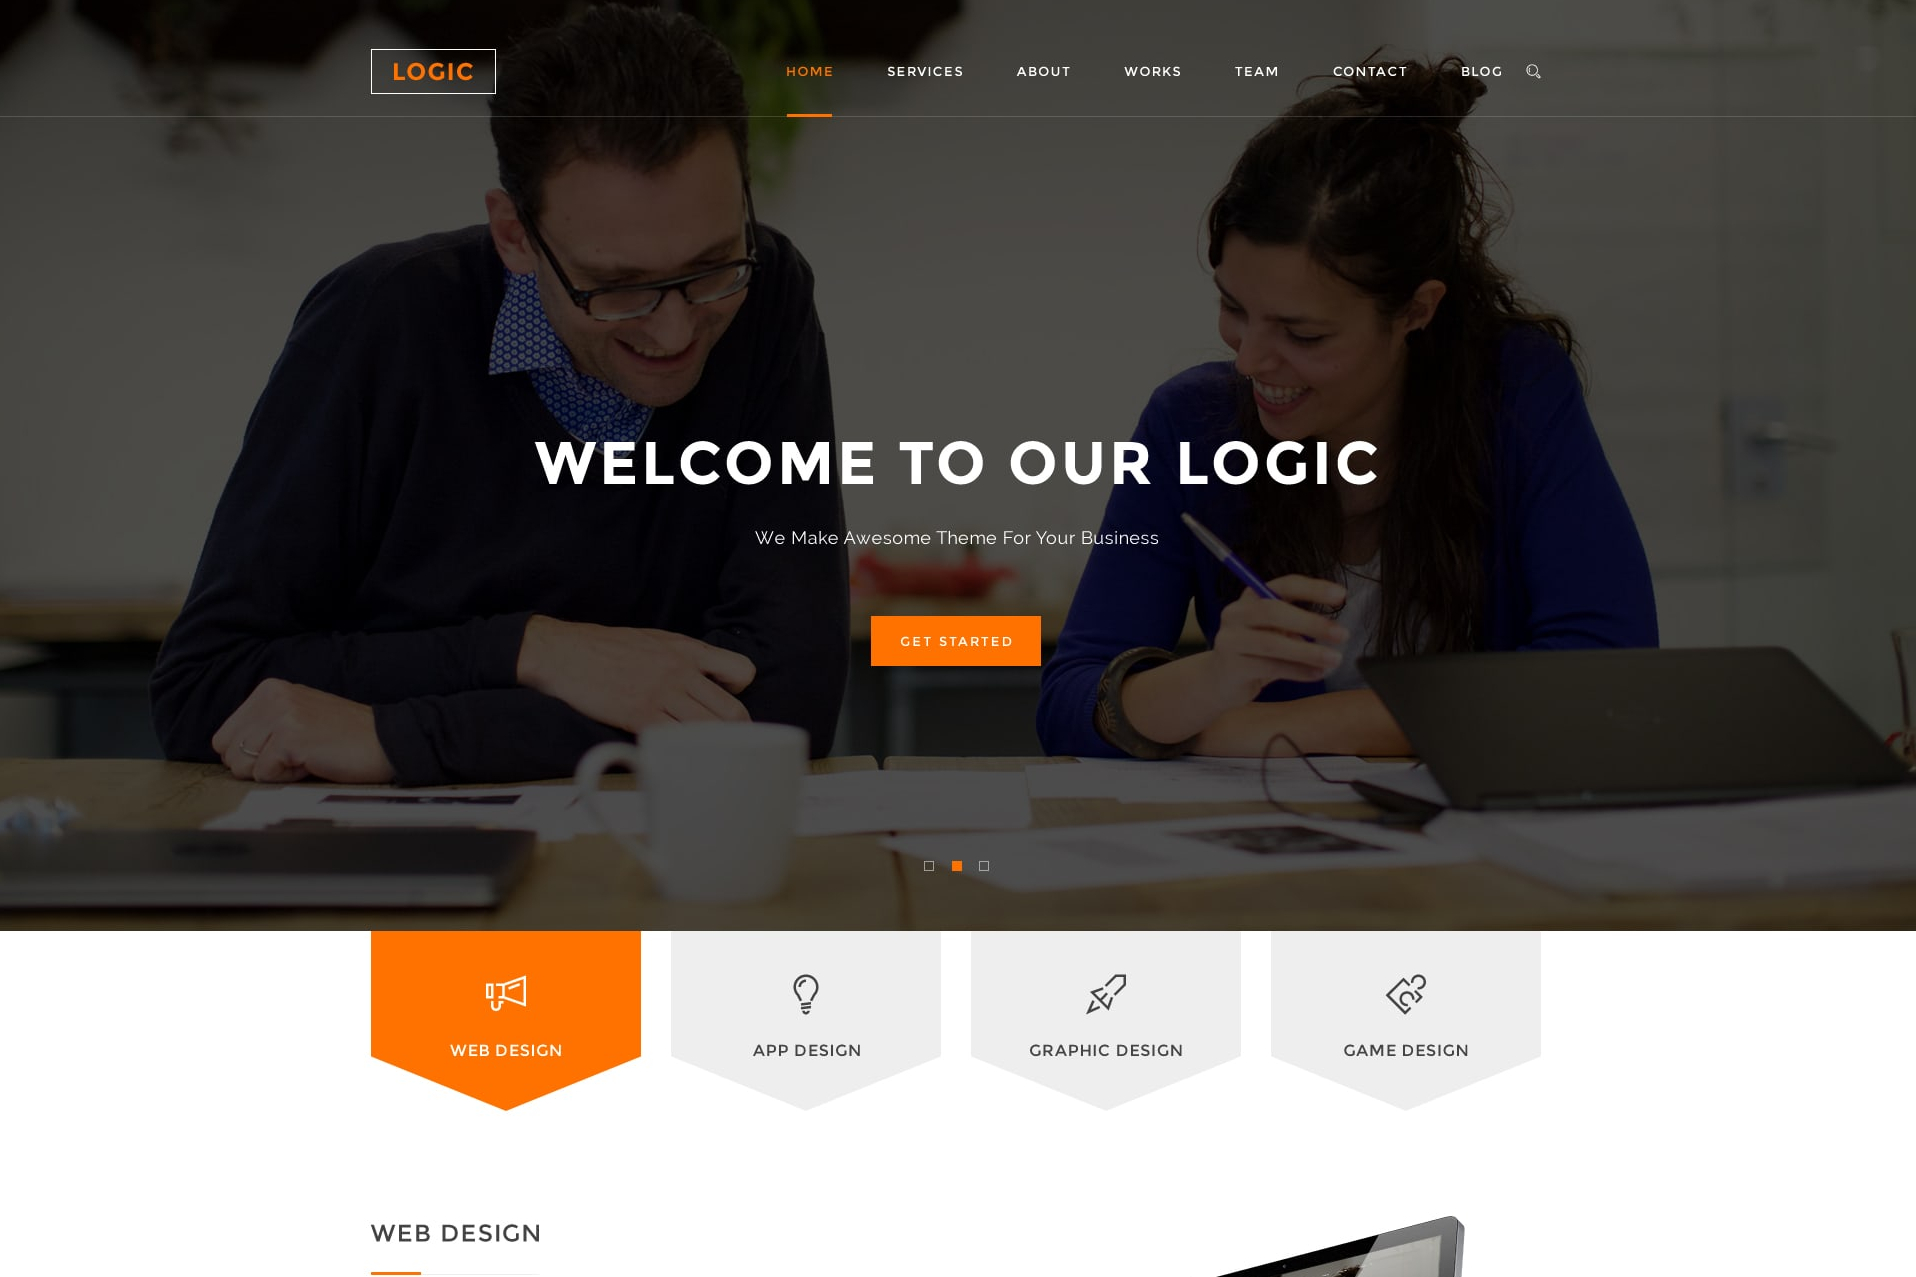 LOGIC
HOME SERVICES ABOUT WORKS TEAM CONTACT BLOG
WELCOME TO OUR LOGIC
We Make Awesome Theme For Your Business
GET STARTED
WEB DESIGN
APP DESIGN
GRAPHIC DESIGN
GAME DESIGN
WEB DESIGN